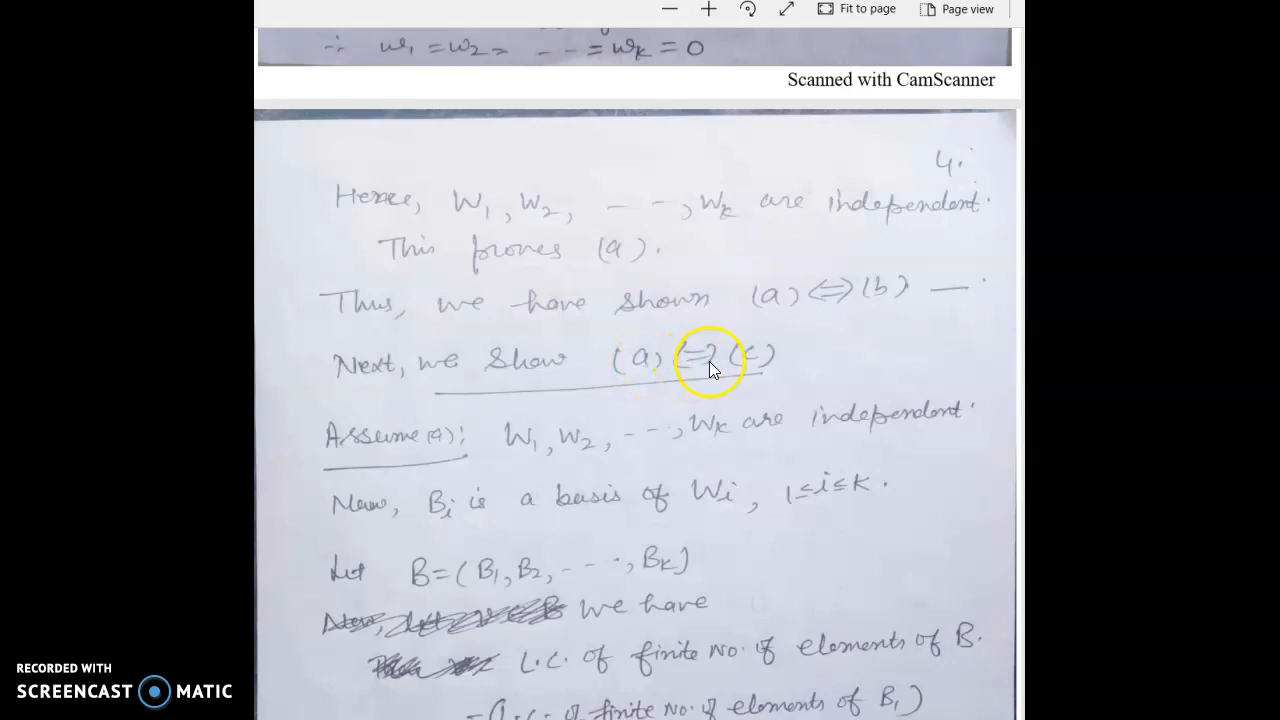 Fit to page Page view
∴ w1 = w2 = - - = wk = 0
Scanned with CamScanner
4.
Hence, W1, W2, - - -, Wk are independent.
This proves (a).
Thus, we have shown (a) ⇔ (b) —.
Next, we show (a) ⇔ (c)
Assume (a): W1, W2, - - -, Wk are independent.
Now, Bi is a basis of Wi, 1≤i≤k.
Let B = (B1, B2, - - - -, Bk)
we have
L.C. of finite No. of elements of B.
= (L.C. of finite No. of elements of B1)
RECORDED WITH
SCREENCAST MATIC